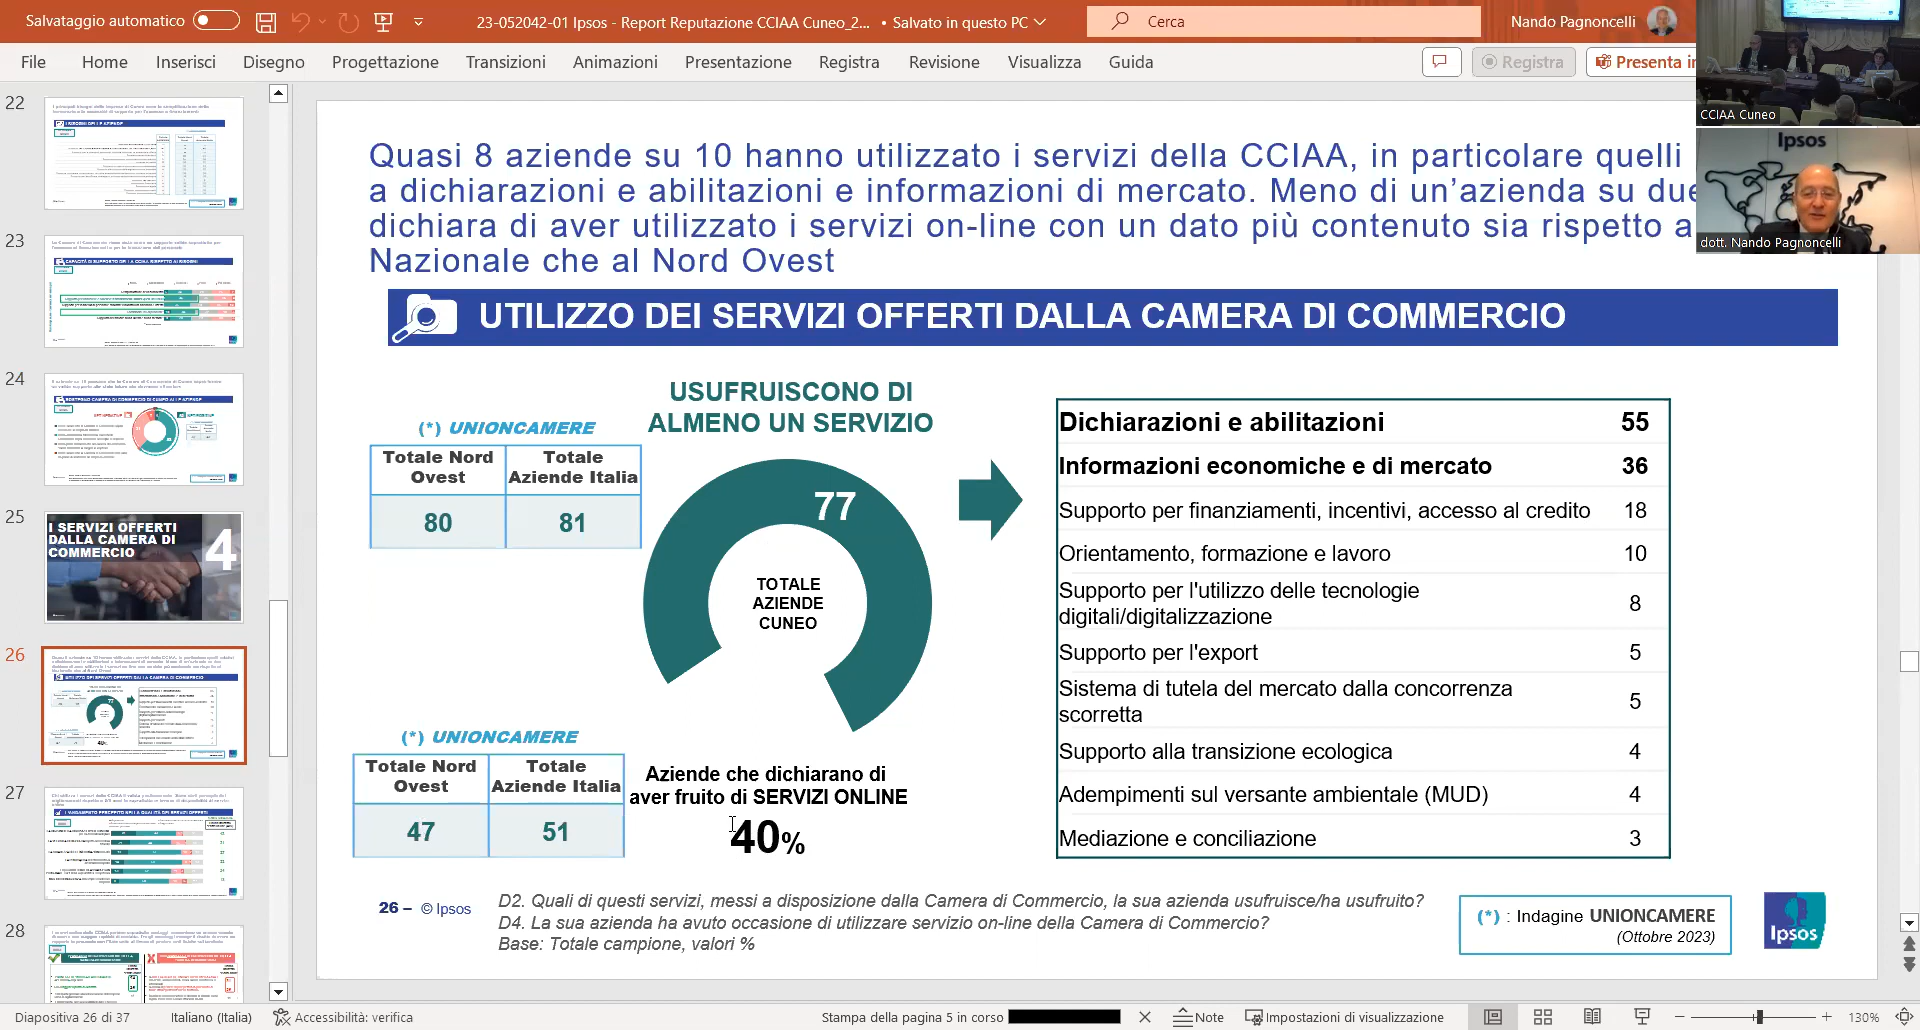 Salvataggio automatico
23-052042-01 Ipsos - Report Reputazione CCIAA Cuneo_2... • Salvato in questo PC
Cerca
Nando Pagnoncelli
File Home Inserisci Disegno Progettazione Transizioni Animazioni Presentazione Registra Revisione Visualizza Guida
Registra
Presenta in
CCIAA Cuneo
Ipsos
dott. Nando Pagnoncelli
22
23
24
25
I SERVIZI OFFERTI
DALLA CAMERA DI
COMMERCIO
4
26
27
28
Quasi 8 aziende su 10 hanno utilizzato i servizi della CCIAA, in particolare quelli
a dichiarazioni e abilitazioni e informazioni di mercato. Meno di un’azienda su due
dichiara di aver utilizzato i servizi on-line con un dato più contenuto sia rispetto a
Nazionale che al Nord Ovest
UTILIZZO DEI SERVIZI OFFERTI DALLA CAMERA DI COMMERCIO
USUFRUISCONO DI
ALMENO UN SERVIZIO
(*) UNIONCAMERE
Totale Nord Ovest
Totale Aziende Italia
80 81
77
TOTALE
AZIENDE
CUNEO
Dichiarazioni e abilitazioni 55
Informazioni economiche e di mercato 36
Supporto per finanziamenti, incentivi, accesso al credito 18
Orientamento, formazione e lavoro 10
Supporto per l'utilizzo delle tecnologie
digitali/digitalizzazione 8
Supporto per l'export 5
Sistema di tutela del mercato dalla concorrenza
scorretta 5
Supporto alla transizione ecologica 4
Adempimenti sul versante ambientale (MUD) 4
Mediazione e conciliazione 3
(*) UNIONCAMERE
Totale Nord Ovest
Totale Aziende Italia
47 51
Aziende che dichiarano di
aver fruito di SERVIZI ONLINE
40%
26 – © Ipsos
D2. Quali di questi servizi, messi a disposizione dalla Camera di Commercio, la sua azienda usufruisce/ha usufruito?
D4. La sua azienda ha avuto occasione di utilizzare servizio on-line della Camera di Commercio?
Base: Totale campione, valori %
(*) : Indagine UNIONCAMERE
(Ottobre 2023)
Ipsos
Diapositiva 26 di 37
Italiano (Italia)
Accessibilità: verifica
Stampa della pagina 5 in corso
Note
Impostazioni di visualizzazione
130%